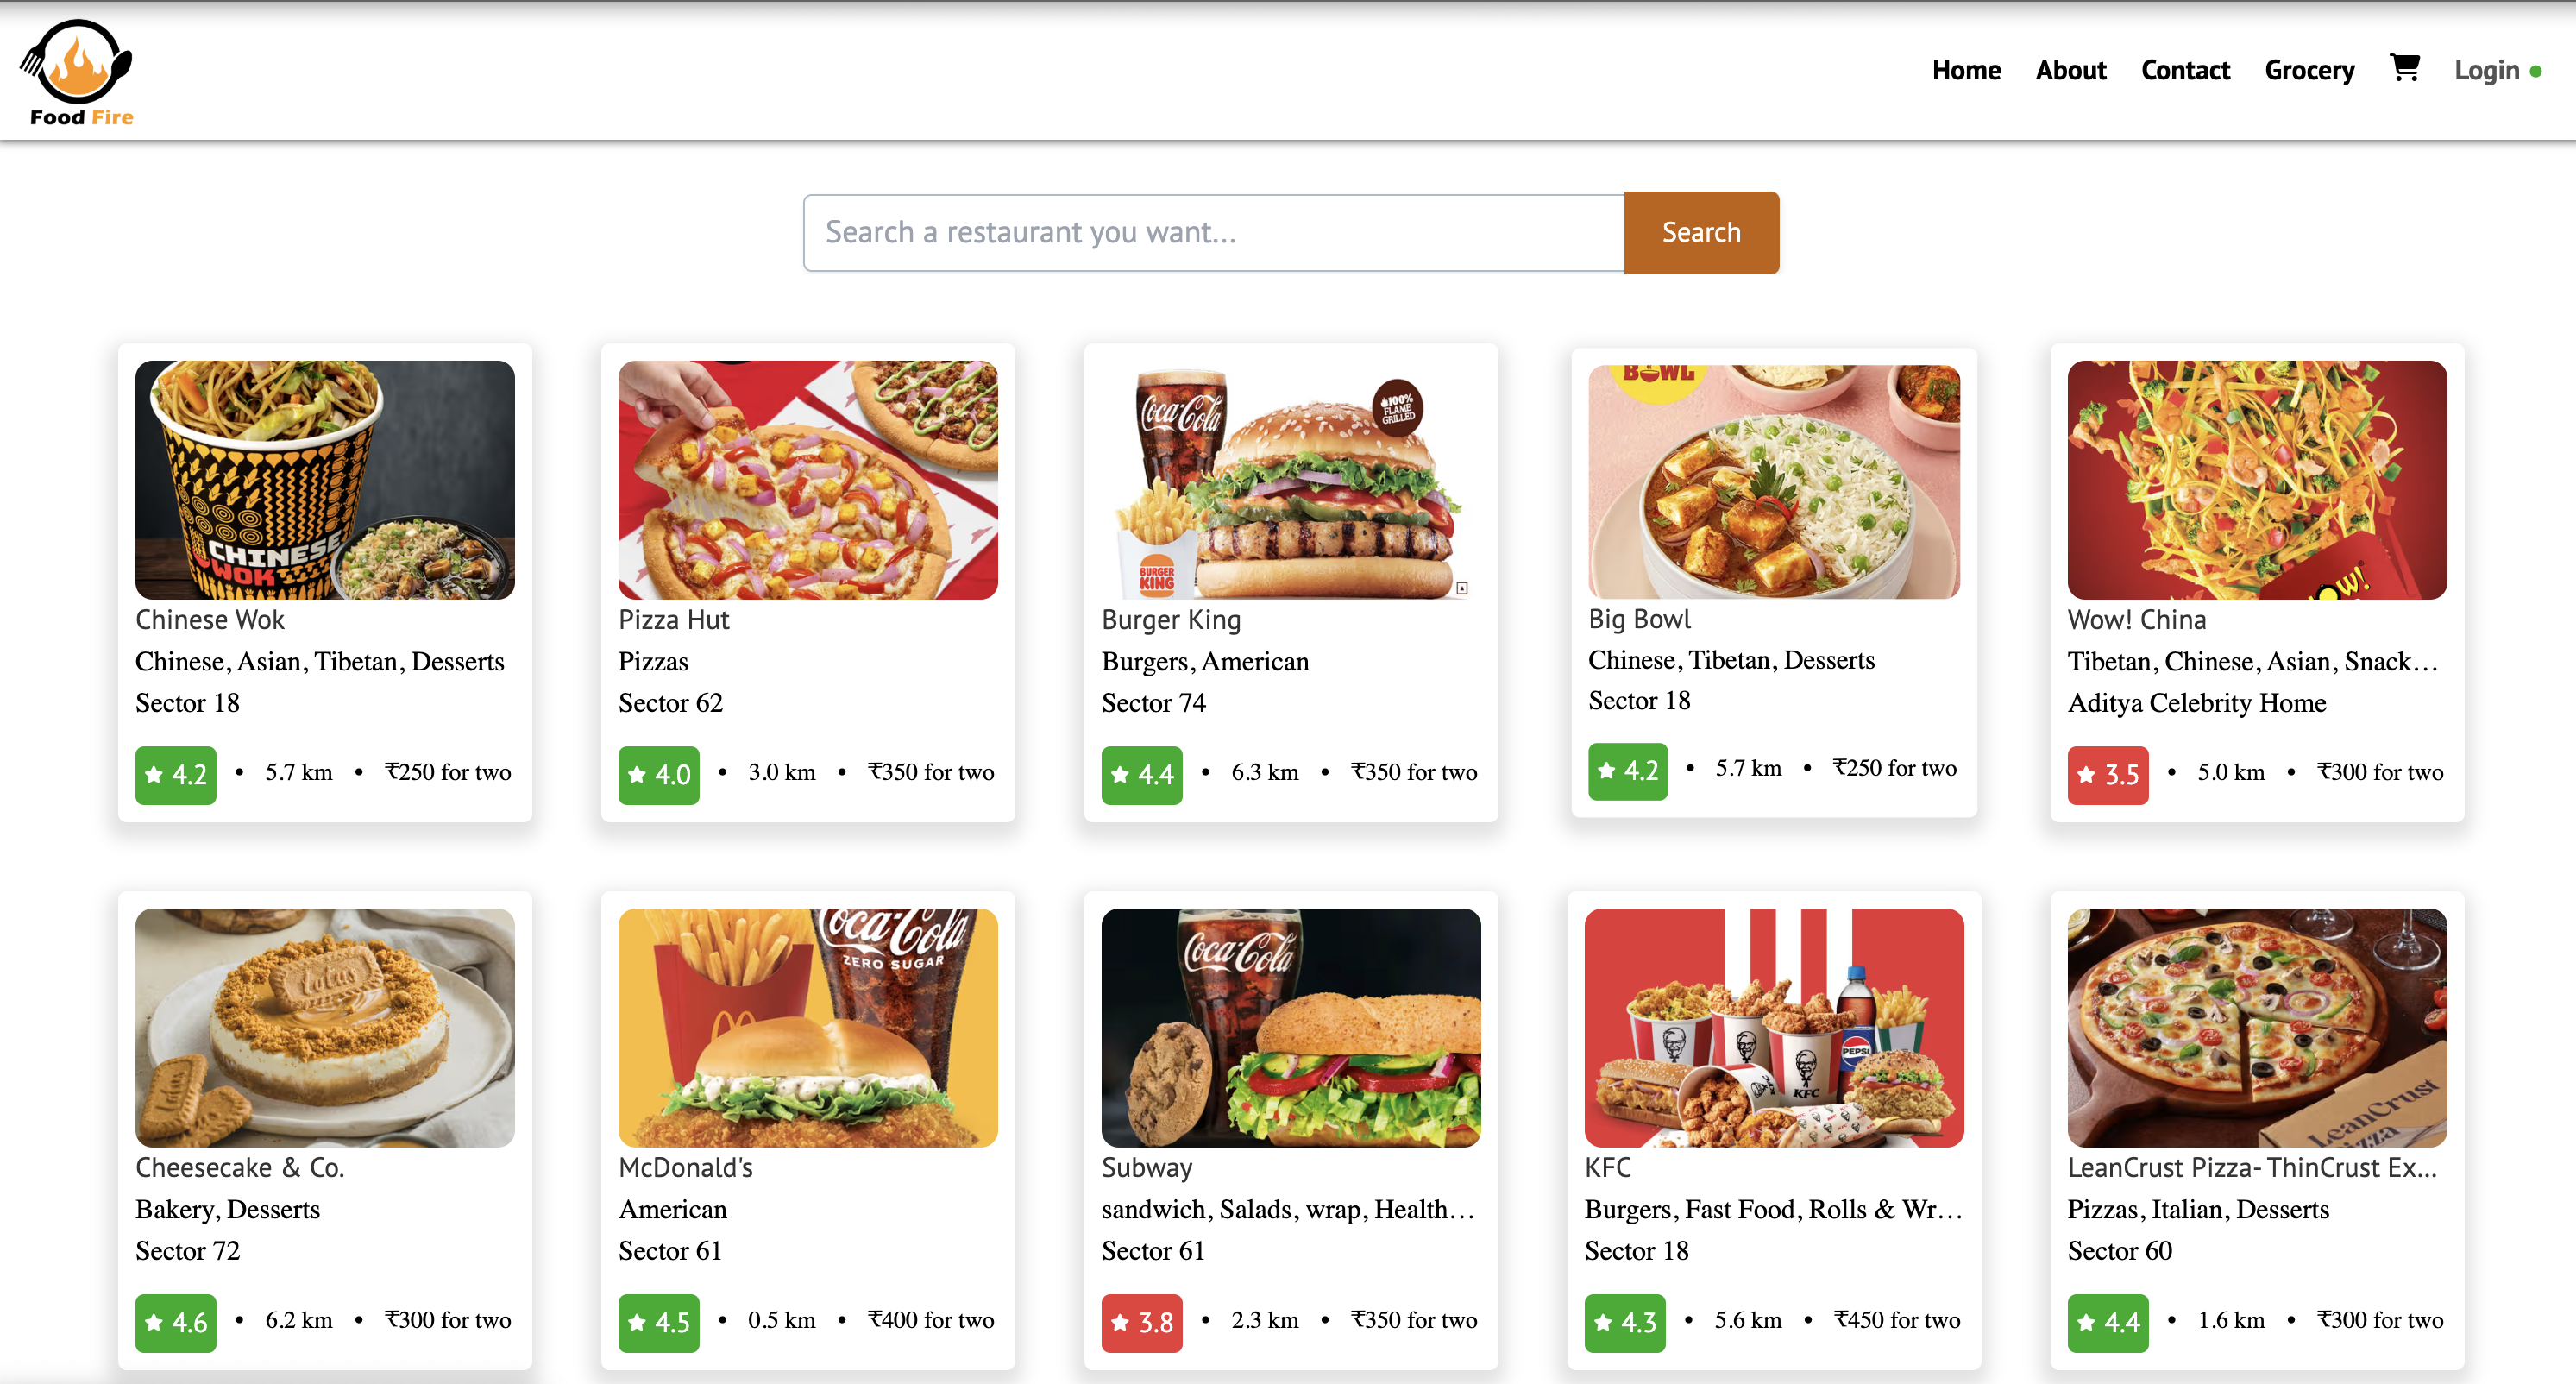 Food Fire
Home About Contact Grocery Login
Search a restaurant you want...
Search
CHINESE
WOK
Chinese Wok
Chinese, Asian, Tibetan, Desserts
Sector 18
4.2 • 5.7 km • ₹250 for two
Pizza Hut
Pizzas
Sector 62
4.0 • 3.0 km • ₹350 for two
Coca-Cola
100%
FLAME
GRILLED
BURGER
KING
Burger King
Burgers, American
Sector 74
4.4 • 6.3 km • ₹350 for two
BOWL
Big Bowl
Chinese, Tibetan, Desserts
Sector 18
4.2 • 5.7 km • ₹250 for two
OW!
Wow! China
Tibetan, Chinese, Asian, Snack...
Aditya Celebrity Home
3.5 • 5.0 km • ₹300 for two
Lotus
Lotus
Cheesecake & Co.
Bakery, Desserts
Sector 72
4.6 • 6.2 km • ₹300 for two
Coca-Cola
ZERO SUGAR
McDonald's
American
Sector 61
4.5 • 0.5 km • ₹400 for two
Coca-Cola
Subway
sandwich, Salads, wrap, Health...
Sector 61
3.8 • 2.3 km • ₹350 for two
PEPSI
KFC
KFC
Burgers, Fast Food, Rolls & Wr...
Sector 18
4.3 • 5.6 km • ₹450 for two
LeanCrust
Pizza
LeanCrust Pizza- ThinCrust Ex...
Pizzas, Italian, Desserts
Sector 60
4.4 • 1.6 km • ₹300 for two